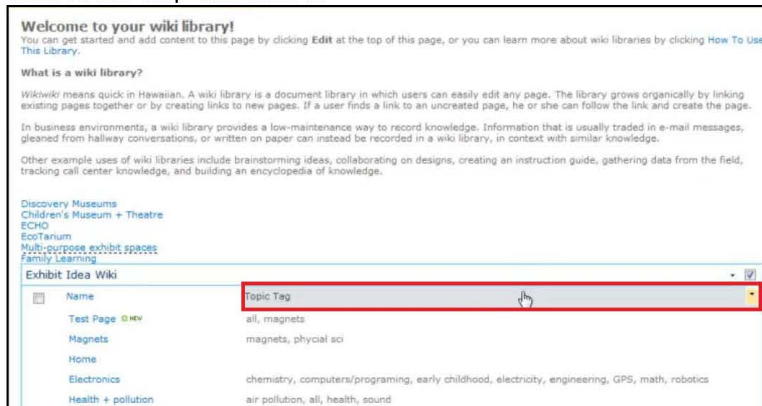 Welcome to your wiki library!
You can get started and add content to this page by clicking Edit at the top of this page, or you can learn more about wiki libraries by clicking How To Use
This Library.
What is a wiki library?
Wikiwiki means quick in Hawaiian. A wiki library is a document library in which users can easily edit any page. The library grows organically by linking
existing pages together or by creating links to new pages. If a user finds a link to an uncreated page, he or she can follow the link and create the page.
In business environments, a wiki library provides a low-maintenance way to record knowledge. Information that is usually traded in e-mail messages,
gleaned from hallway conversations, or written on paper can instead be recorded in a wiki library, in context with similar knowledge.
Other example uses of wiki libraries include brainstorming ideas, collaborating on designs, creating an instruction guide, gathering data from the field,
tracking call center knowledge, and building an encyclopedia of knowledge.
Discovery Museums
Children's Museum + Theatre
ECHO
EcoTarium
Multi-purpose exhibit spaces
Family Learning
Exhibit Idea Wiki
Name Topic Tag
Test Page NEW all, magnets
Magnets magnets, phycial sci
Home
Electronics chemistry, computers/programing, early childhood, electricity, engineering, GPS, math, robotics
Health + pollution air pollution, all, health, sound